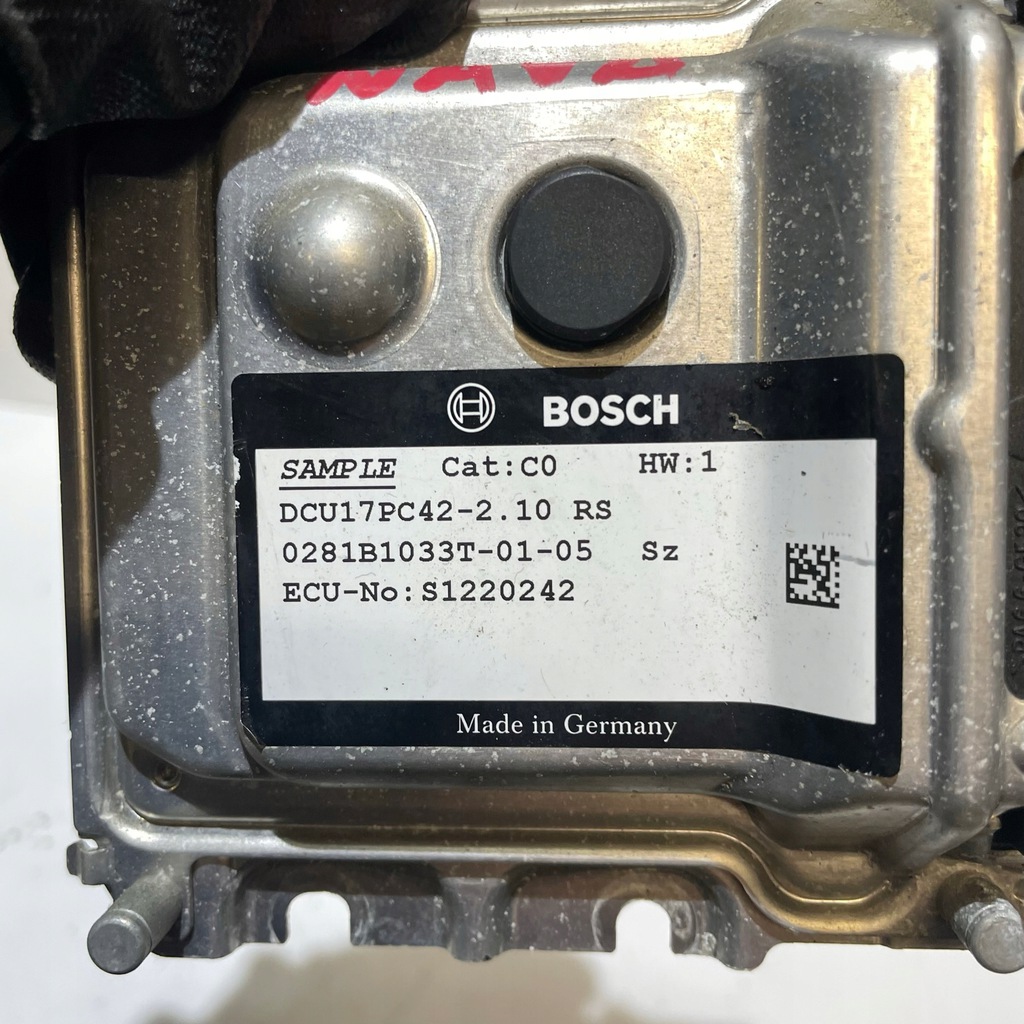 BOSCH
SAMPLE Cat:C0 HW:1
DCU17PC42-2.10 RS
0281B1033T-01-05 Sz
ECU-No:S1220242
Made in Germany